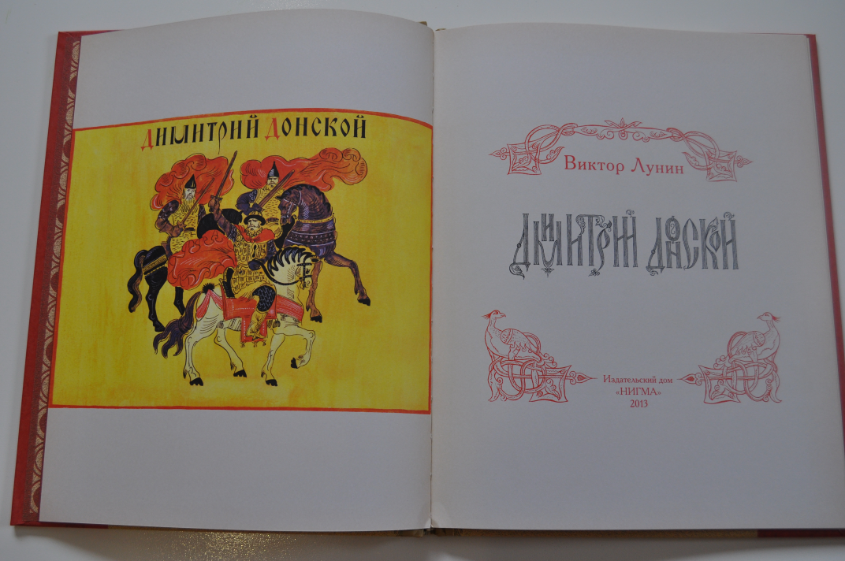 Димитрий Донской
Виктор Лунин
Димитрий Донской
Издательский дом
«НИГМА»
2013